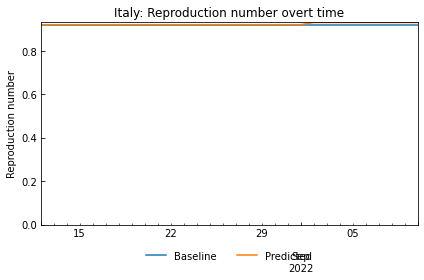 Italy: Reproduction number overt time
Reproduction number
0.8
0.6
0.4
0.2
0.0
15
22
29
Sep
2022
05
Baseline
Predicted